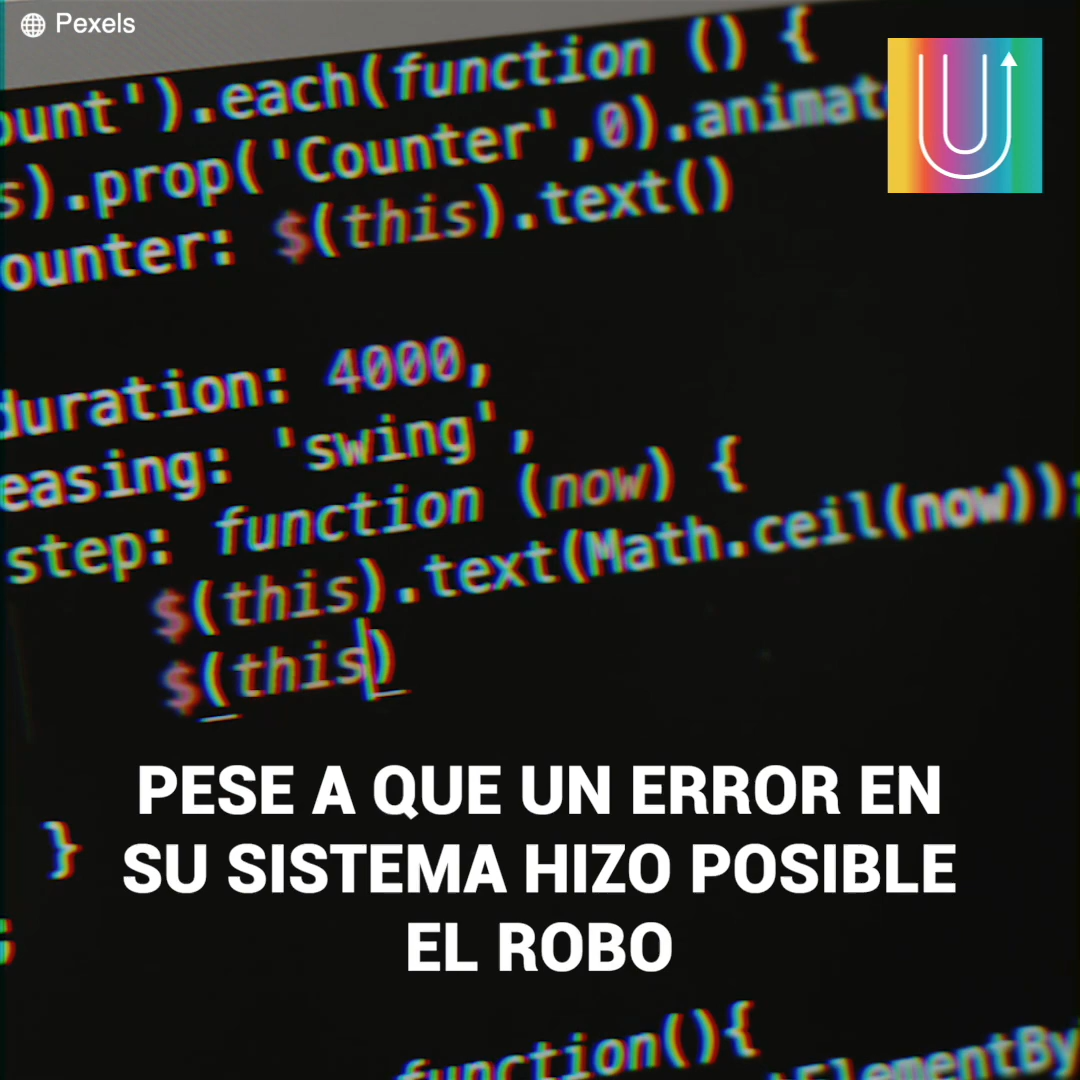 Pexels
ount').each(function () {
s).prop('Counter',0).animat
ounter: $(this).text()
duration: 4000,
easing: 'swing',
step: function (now) {
$(this).text(Math.ceil(now));
$(this)
PESE A QUE UN ERROR EN
}
SU SISTEMA HIZO POSIBLE
EL ROBO
function(){
ElementBy